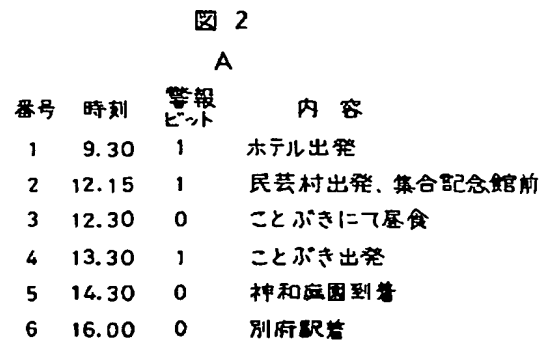 図 2
A
番号 時刻 警報ビット 内容
1 9.30 1 ホテル出発
2 12.15 1 民芸村出発、集合記念館前
3 12.30 0 ことぶきにて昼食
4 13.30 1 ことぶき出発
5 14.30 0 神和苑園到着
6 16.00 0 別府駅着